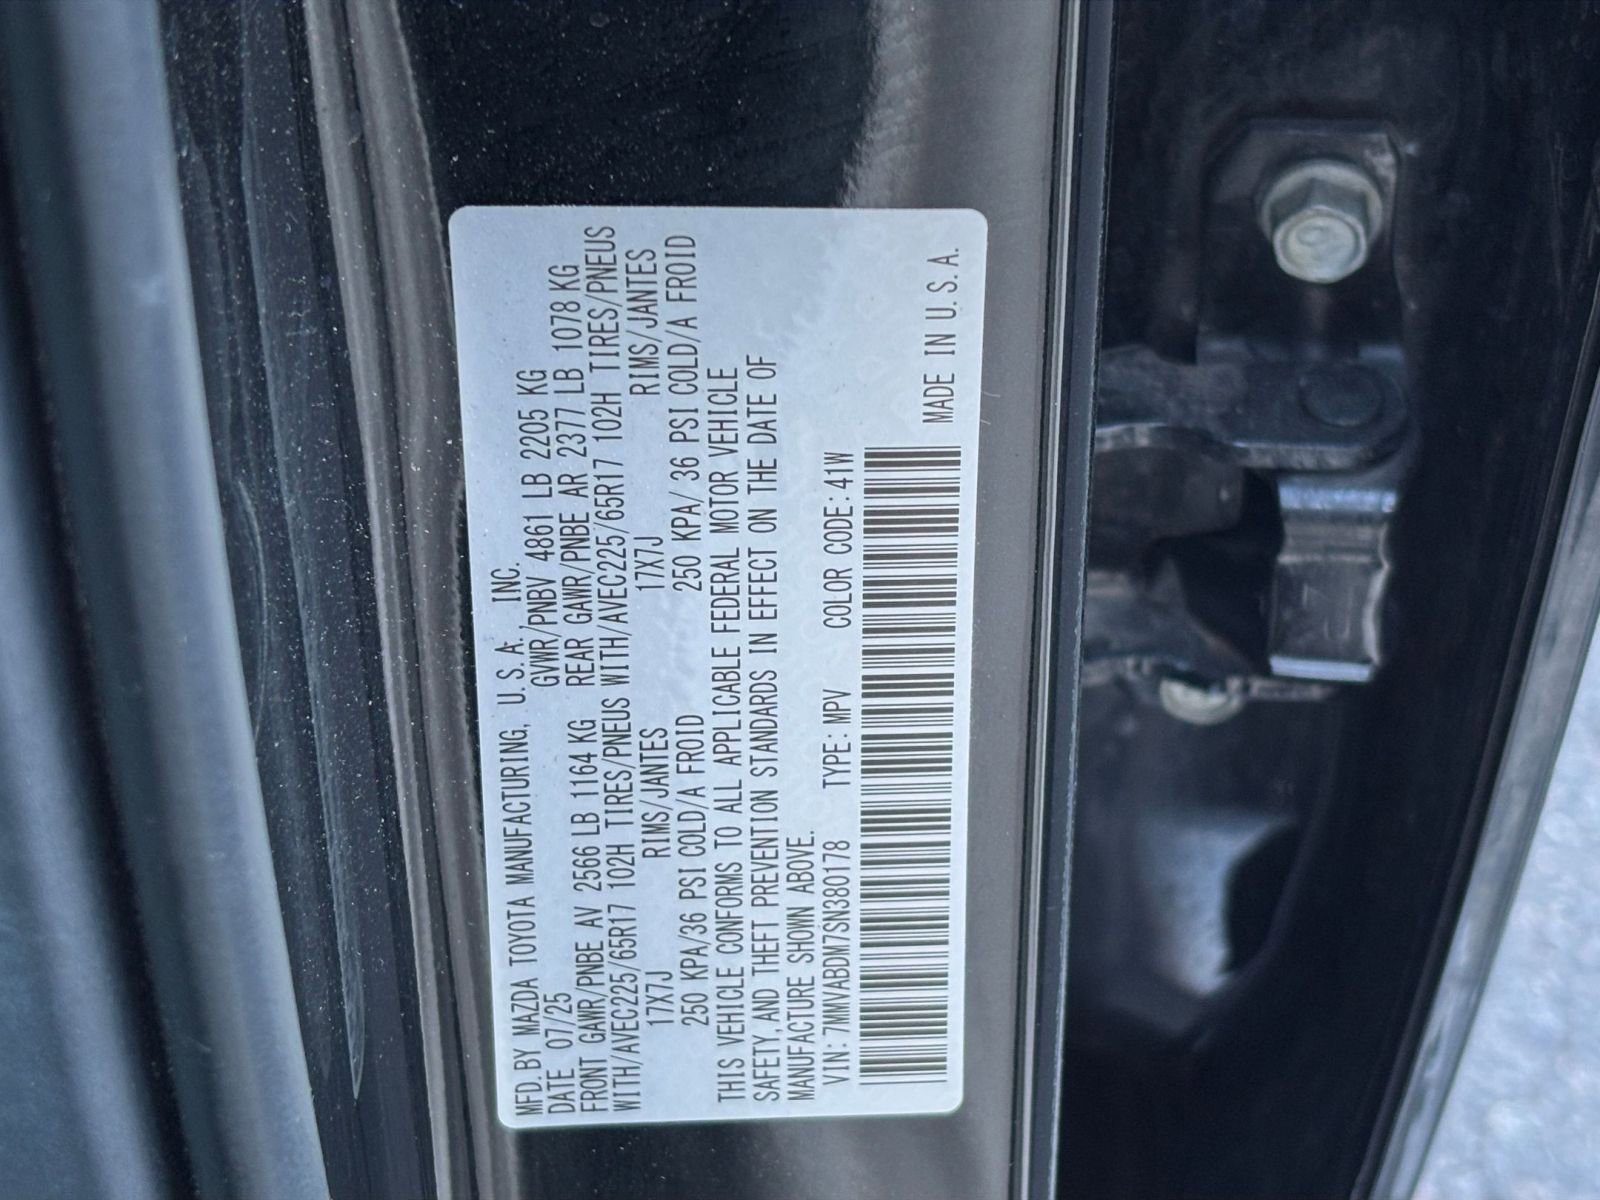 MFD. BY MAZDA TOYOTA MANUFACTURING, U.S.A., INC.
DATE 07/25 GVWR/PNBV 4861 LB 2205 KG
FRONT GAWR/PNBE AV 2566 LB 1164 KG REAR GAWR/PNBE AR 2377 LB 1078 KG
WITH/AVEC225/65R17 102H TIRES/PNEUS WITH/AVEC225/65R17 102H TIRES/PNEUS
17X7J RIMS/JANTES 17X7J RIMS/JANTES
250 KPA/36 PSI COLD/A FROID 250 KPA/ 36 PSI COLD/A FROID
THIS VEHICLE CONFORMS TO ALL APPLICABLE FEDERAL MOTOR VEHICLE
SAFETY, AND THEFT PREVENTION STANDARDS IN EFFECT ON THE DATE OF
MANUFACTURE SHOWN ABOVE.
VIN: 7MMVABDM7SN380178 TYPE: MPV COLOR CODE: 41W
MADE IN U.S.A.